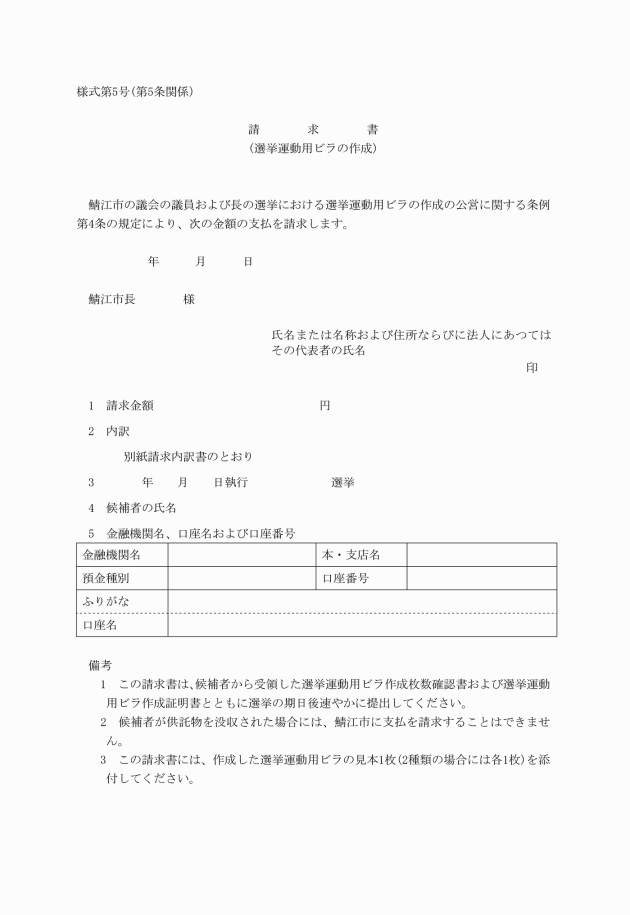 様式第5号(第5条関係)
請　　　　求　　　　書
(選挙運動用ビラの作成)
鯖江市の議会の議員および長の選挙における選挙運動用ビラの作成の公営に関する条例
第4条の規定により、次の金額の支払を請求します。
年　　　月　　　日
鯖江市長　　　　様
氏名または名称および住所ならびに法人にあつては
その代表者の氏名
印
1　請求金額　　　　　　　　　　　　　　円
2　内訳
別紙請求内訳書のとおり
3　　　　年　　月　　日執行　　　　　　　選挙
4　候補者の氏名
5　金融機関名、口座名および口座番号
金融機関名　本・支店名
預金種別　口座番号
ふりがな
口座名
備考
1　この請求書は、候補者から受領した選挙運動用ビラ作成枚数確認書および選挙運動
用ビラ作成証明書とともに選挙の期日後速やかに提出してください。
2　候補者が供託物を没収された場合には、鯖江市に支払を請求することはできませ
ん。
3　この請求書には、作成した選挙運動用ビラの見本1枚(2種類の場合には各1枚)を添
付してください。